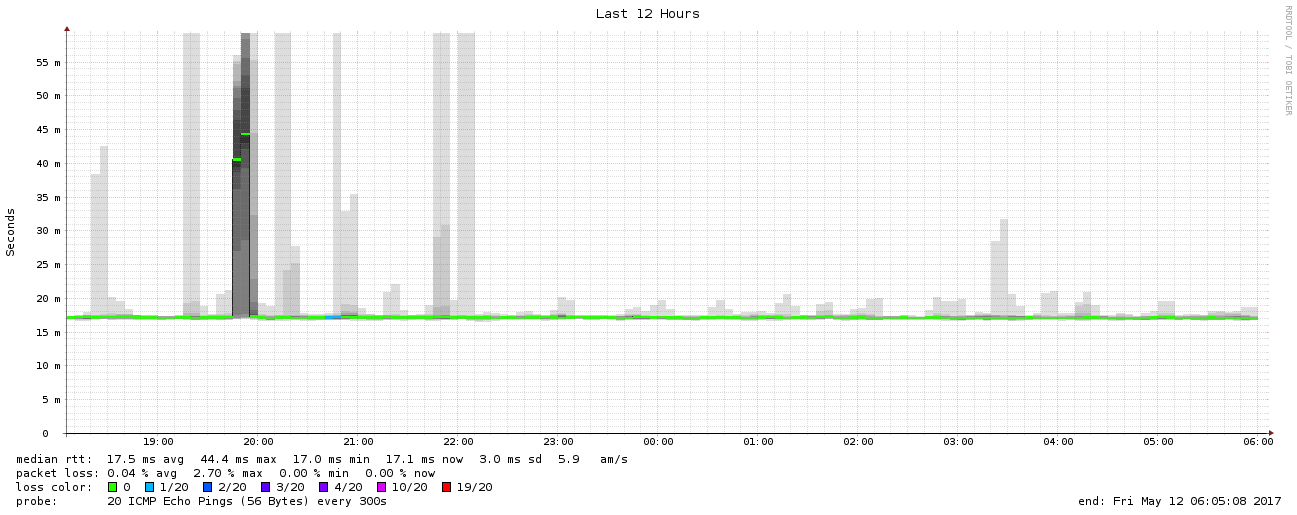 Last 12 Hours
RRDTOOL / TOBI OETIKER
Seconds
55 m
50 m
45 m
40 m
35 m
30 m
25 m
20 m
15 m
10 m
5 m
0
19:00 20:00 21:00 22:00 23:00 00:00 01:00 02:00 03:00 04:00 05:00 06:00
median rtt: 17.5 ms avg 44.4 ms max 17.0 ms min 17.1 ms now 3.0 ms sd 5.9 am/s
packet loss: 0.04 % avg 2.70 % max 0.00 % min 0.00 % now
loss color: 0 1/20 2/20 3/20 4/20 10/20 19/20
probe: 20 ICMP Echo Pings (56 Bytes) every 300s
end: Fri May 12 06:05:08 2017